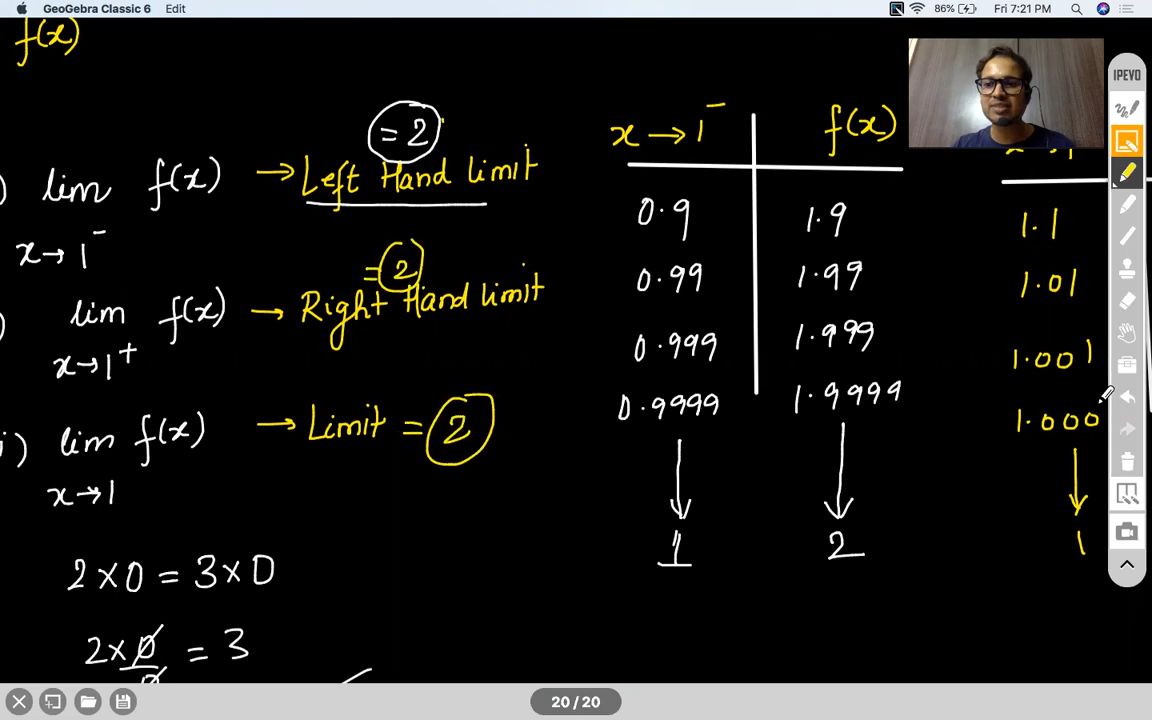 GeoGebra Classic 6 Edit 86% Fri 7:21 PM
f(x)
= 2
lim f(x) → Left Hand limit
x → 1⁻
= 2
lim f(x) → Right Hand limit
x → 1+
i) lim f(x) → Limit = 2
x → 1
2 × 0 = 3 × 0
2 × 0 = 3
0
x → 1⁻ f(x)
0.9 1.9
0.99 1.99
0.999 1.999
0.9999 1.9999
↓ ↓
1 2
1.1
1.01
1.001
1.000
↓
1
IPEVO
20 / 20